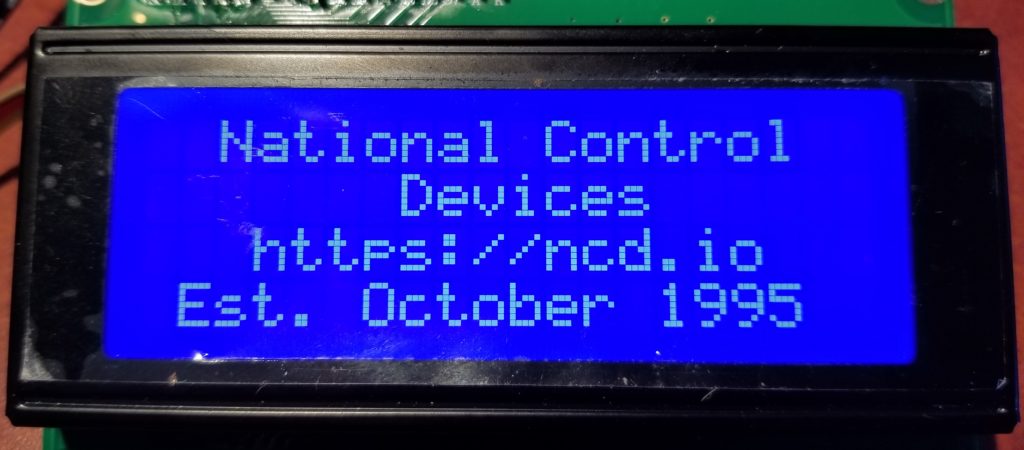 National Control
Devices
https://ncd.io
Est. October 1995